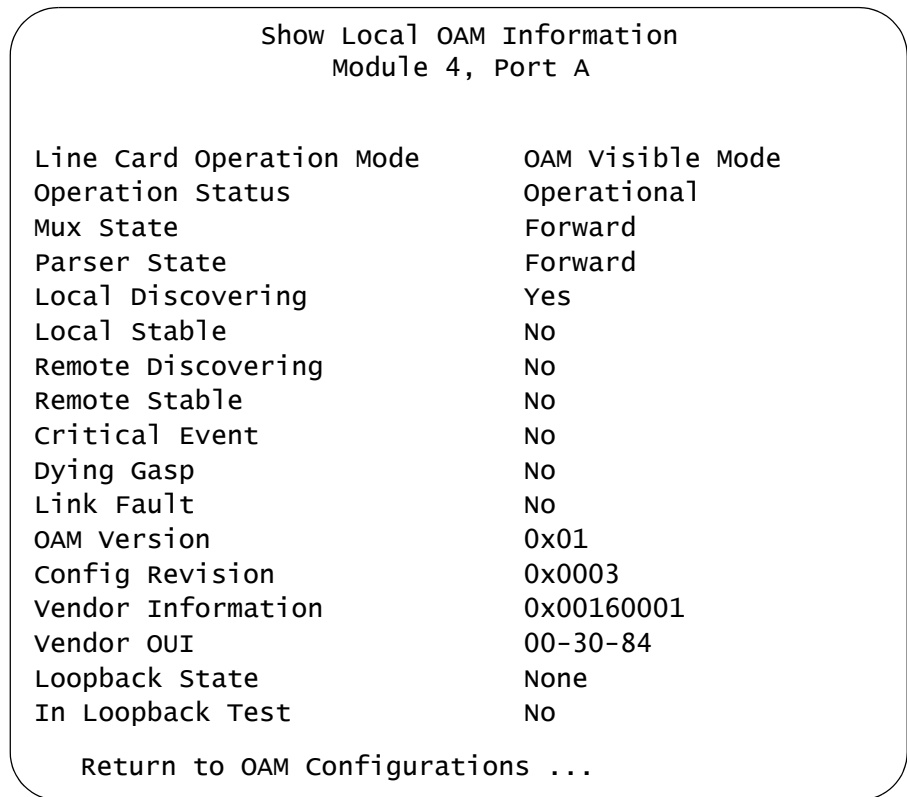 Show Local OAM Information
Module 4, Port A
Line Card Operation Mode OAM Visible Mode
Operation Status Operational
Mux State Forward
Parser State Forward
Local Discovering Yes
Local Stable No
Remote Discovering No
Remote Stable No
Critical Event No
Dying Gasp No
Link Fault No
OAM Version 0x01
Config Revision 0x0003
Vendor Information 0x00160001
Vendor OUI 00-30-84
Loopback State None
In Loopback Test No
Return to OAM Configurations ...